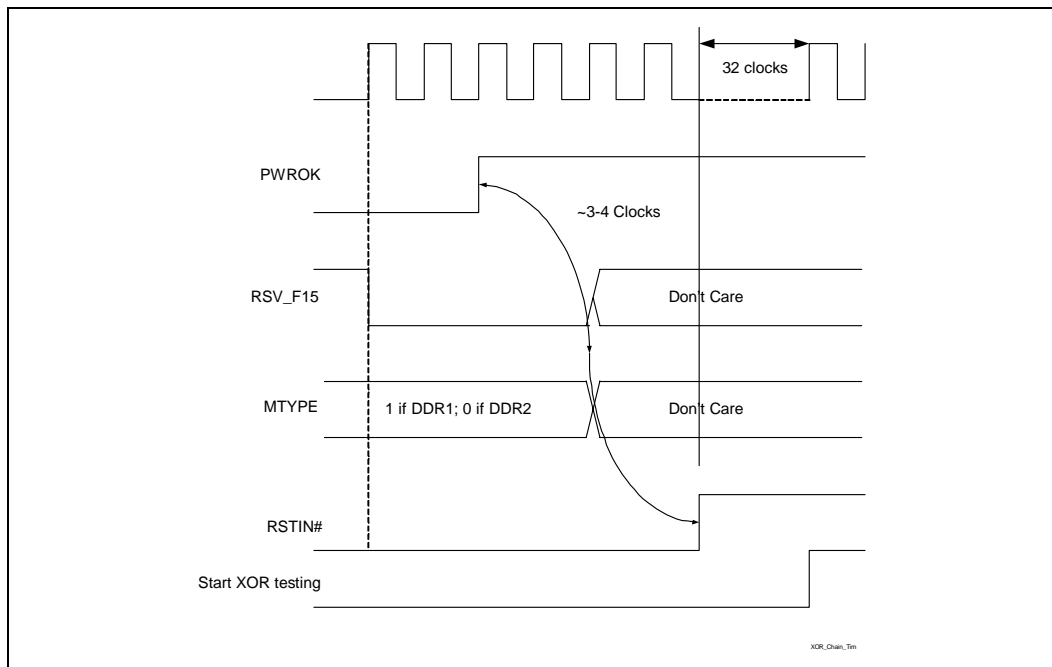 32 clocks
PWROK
~3-4 Clocks
RSV_F15
Don't Care
MTYPE
1 if DDR1; 0 if DDR2
Don't Care
RSTIN#
Start XOR testing
XOR_Chain_Tim